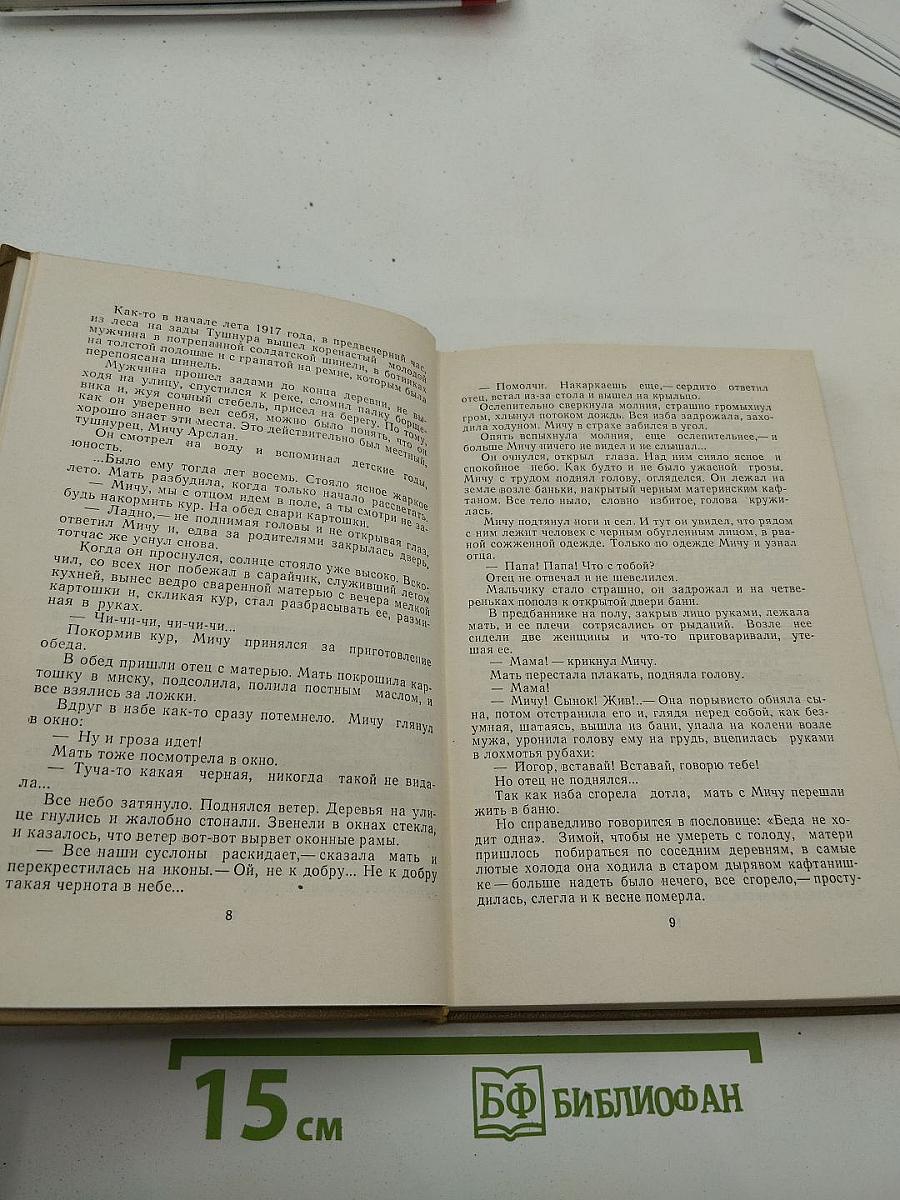 Как-то в начале лета 1917 года, в предвечерний час,
из леса на зады Тушнура вышел коренастый молодой
мужчина в потрепанной солдатской шинели, в ботинках
на толстой подошве и с гранатой на ремне, которым была
перепоясана шинель.
Мужчина прошел задами до конца деревни, не вы-
ходя на улицу, спустился к реке, сломил палку борще-
вика и, жуя сочный стебель, присел на берегу. По тому,
как он уверенно вел себя, можно было понять, что он
хорошо знает эти места. Это действительно был местный,
тушнурец, Мичу Арслан.
Он смотрел на воду и вспоминал детские годы,
юность.
...Было ему тогда лет восемь. Стояло ясное жаркое
лето. Мать разбудила, когда только начало рассветать.
— Мичу, мы с отцом идем в поле, а ты смотри не за-
будь накормить кур. На обед свари картошки.
— Ладно,— не поднимая головы и не открывая глаз,
ответил Мичу и, едва за родителями закрылась дверь,
тотчас же уснул снова.
Когда он проснулся, солнце стояло уже высоко. Вско-
чил, со всех ног побежал в сарайчик, служивший летом
кухней, вынес ведро сваренной матерью с вечера мелкой
картошки и, скликая кур, стал разбрасывать ее, разми-
ная в руках.
— Чи-чи-чи, чи-чи-чи...
Покормив кур, Мичу принялся за приготовление
обеда.
В обед пришли отец с матерью. Мать покрошила кар-
тошку в миску, подсолила, полила постным маслом, и
все взялись за ложки.
Вдруг в избе как-то сразу потемнело. Мичу глянул
в окно:
— Ну и гроза идет!
Мать тоже посмотрела в окно.
— Туча-то какая черная, никогда такой не вида-
ла...
Все небо затянуло. Поднялся ветер. Деревья на ули-
це гнулись и жалобно стонали. Звенели в окнах стекла,
и казалось, что ветер вот-вот вырвет оконные рамы.
— Все наши суслоны раскидает,— сказала мать и
перекрестилась на иконы.— Ой, не к добру... Не к добру
такая чернота в небе...
8
— Помолчи. Накаркаешь еще,— сердито ответил
отец, встал из-за стола и вышел на крыльцо.
Ослепительно сверкнула молния, страшно громыхнул
гром, хлынул потоком дождь. Вся изба задрожала, захо-
дила ходуном. Мичу в страхе забился в угол.
Опять вспыхнула молния, еще ослепительнее,— и
больше Мичу ничего не видел и не слышал...
Он очнулся, открыл глаза. Над ним сияло ясное и
спокойное небо. Как будто и не было ужасной грозы.
Мичу с трудом поднял голову, огляделся. Он лежал на
земле возле баньки, накрытый черным материнским каф-
таном. Все тело ныло, словно избитое, голова кружи-
лась.
Мичу подтянул ноги и сел. И тут он увидел, что рядом
с ним лежит человек с черным обугленным лицом, в рва-
ной сожженной одежде. Только по одежде Мичу и узнал
отца.
— Папа! Папа! Что с тобой?
Отец не отвечал и не шевелился.
Мальчику стало страшно, он задрожал и на четве-
реньках пополз к открытой двери бани.
В предбаннике на полу, закрыв лицо руками, лежала
мать, и ее плечи сотрясались от рыданий. Возле нее
сидели две женщины и что-то приговаривали, уте-
шая ее.
— Мама! — крикнул Мичу.
Мать перестала плакать, подняла голову.
— Мама!
— Мичу! Сынок! Жив!..— Она порывисто обняла сы-
на, потом отстранила его и, глядя перед собой, как без-
умная, шатаясь, вышла из бани, упала на колени возле
мужа, уронила голову ему на грудь, вцепилась руками
в лохмотья рубахи:
— Йогор, вставай! Вставай, говорю тебе!
Но отец не поднялся...
Так как изба сгорела дотла, мать с Мичу перешли
жить в баню.
Но справедливо говорится в пословице: «Беда не хо-
дит одна». Зимой, чтобы не умереть с голоду, матери
пришлось побираться по соседним деревням, в самые
лютые холода она ходила в старом дырявом кафтаниш-
ке — больше надеть было нечего, все сгорело,— просту-
дилась, слегла и к весне померла.
9
15 см
БФ БИБЛИОФАН